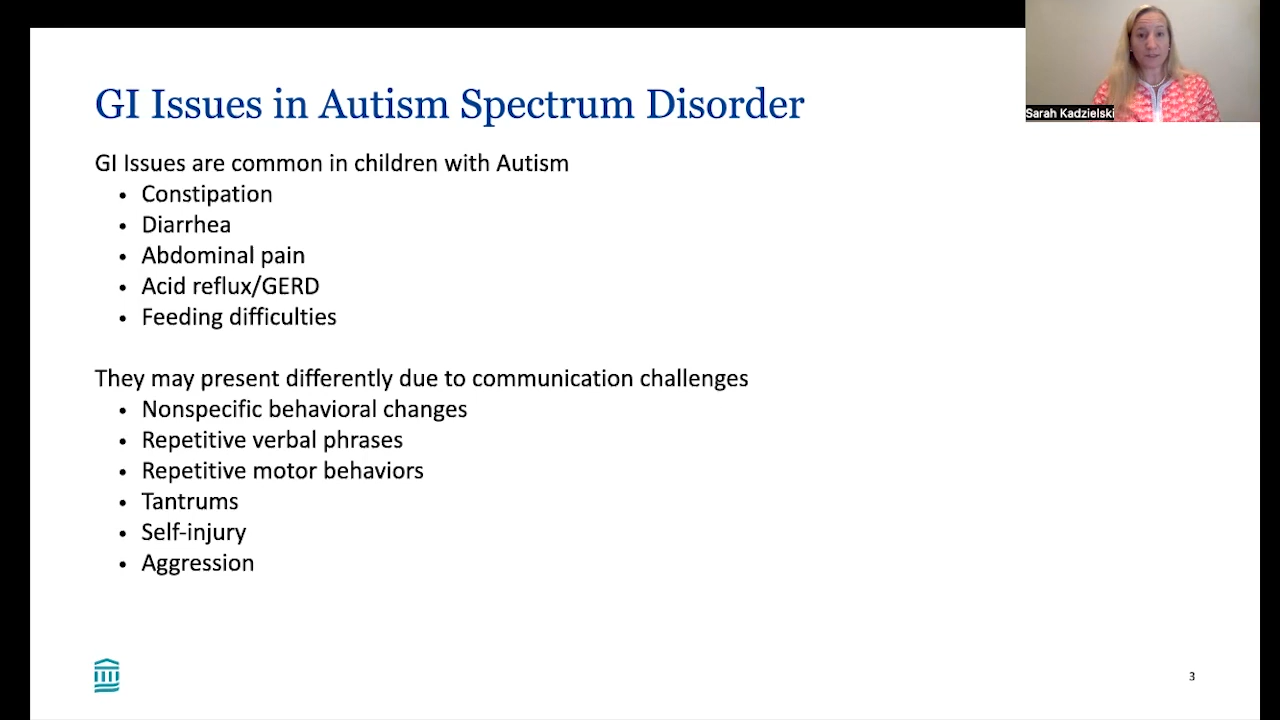 GI Issues in Autism Spectrum Disorder
Sarah Kadzielski
GI Issues are common in children with Autism
• Constipation
• Diarrhea
• Abdominal pain
• Acid reflux/GERD
• Feeding difficulties
They may present differently due to communication challenges
• Nonspecific behavioral changes
• Repetitive verbal phrases
• Repetitive motor behaviors
• Tantrums
• Self-injury
• Aggression
3